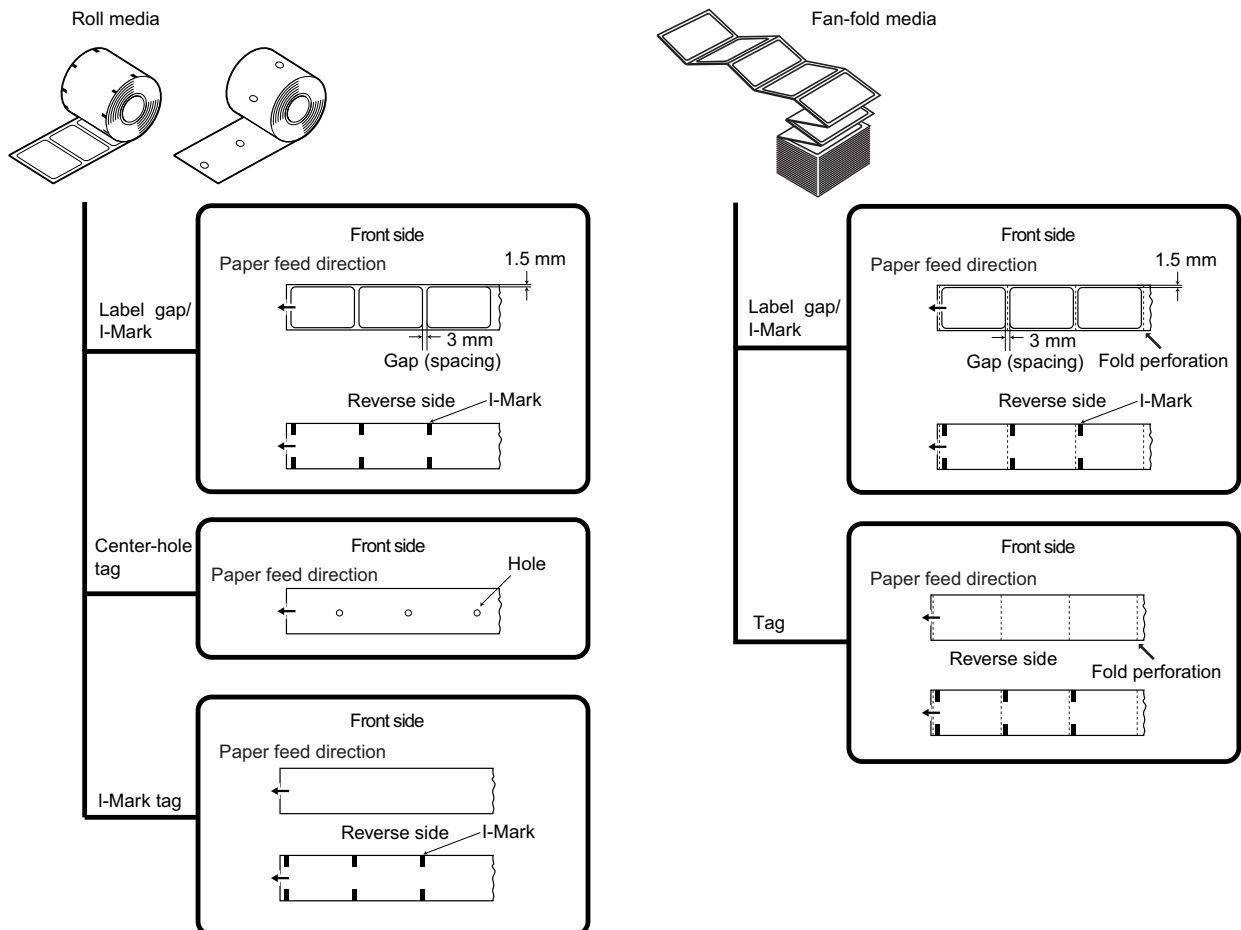 Roll media
Label gap/
I-Mark
Front side
Paper feed direction
1.5 mm
3 mm
Gap (spacing)
Reverse side
I-Mark
Center-hole
tag
Front side
Paper feed direction
Hole
I-Mark tag
Front side
Paper feed direction
Reverse side
I-Mark
Fan-fold media
Label gap/
I-Mark
Front side
Paper feed direction
1.5 mm
3 mm
Gap (spacing)
Fold perforation
Reverse side
I-Mark
Tag
Front side
Paper feed direction
Reverse side
Fold perforation